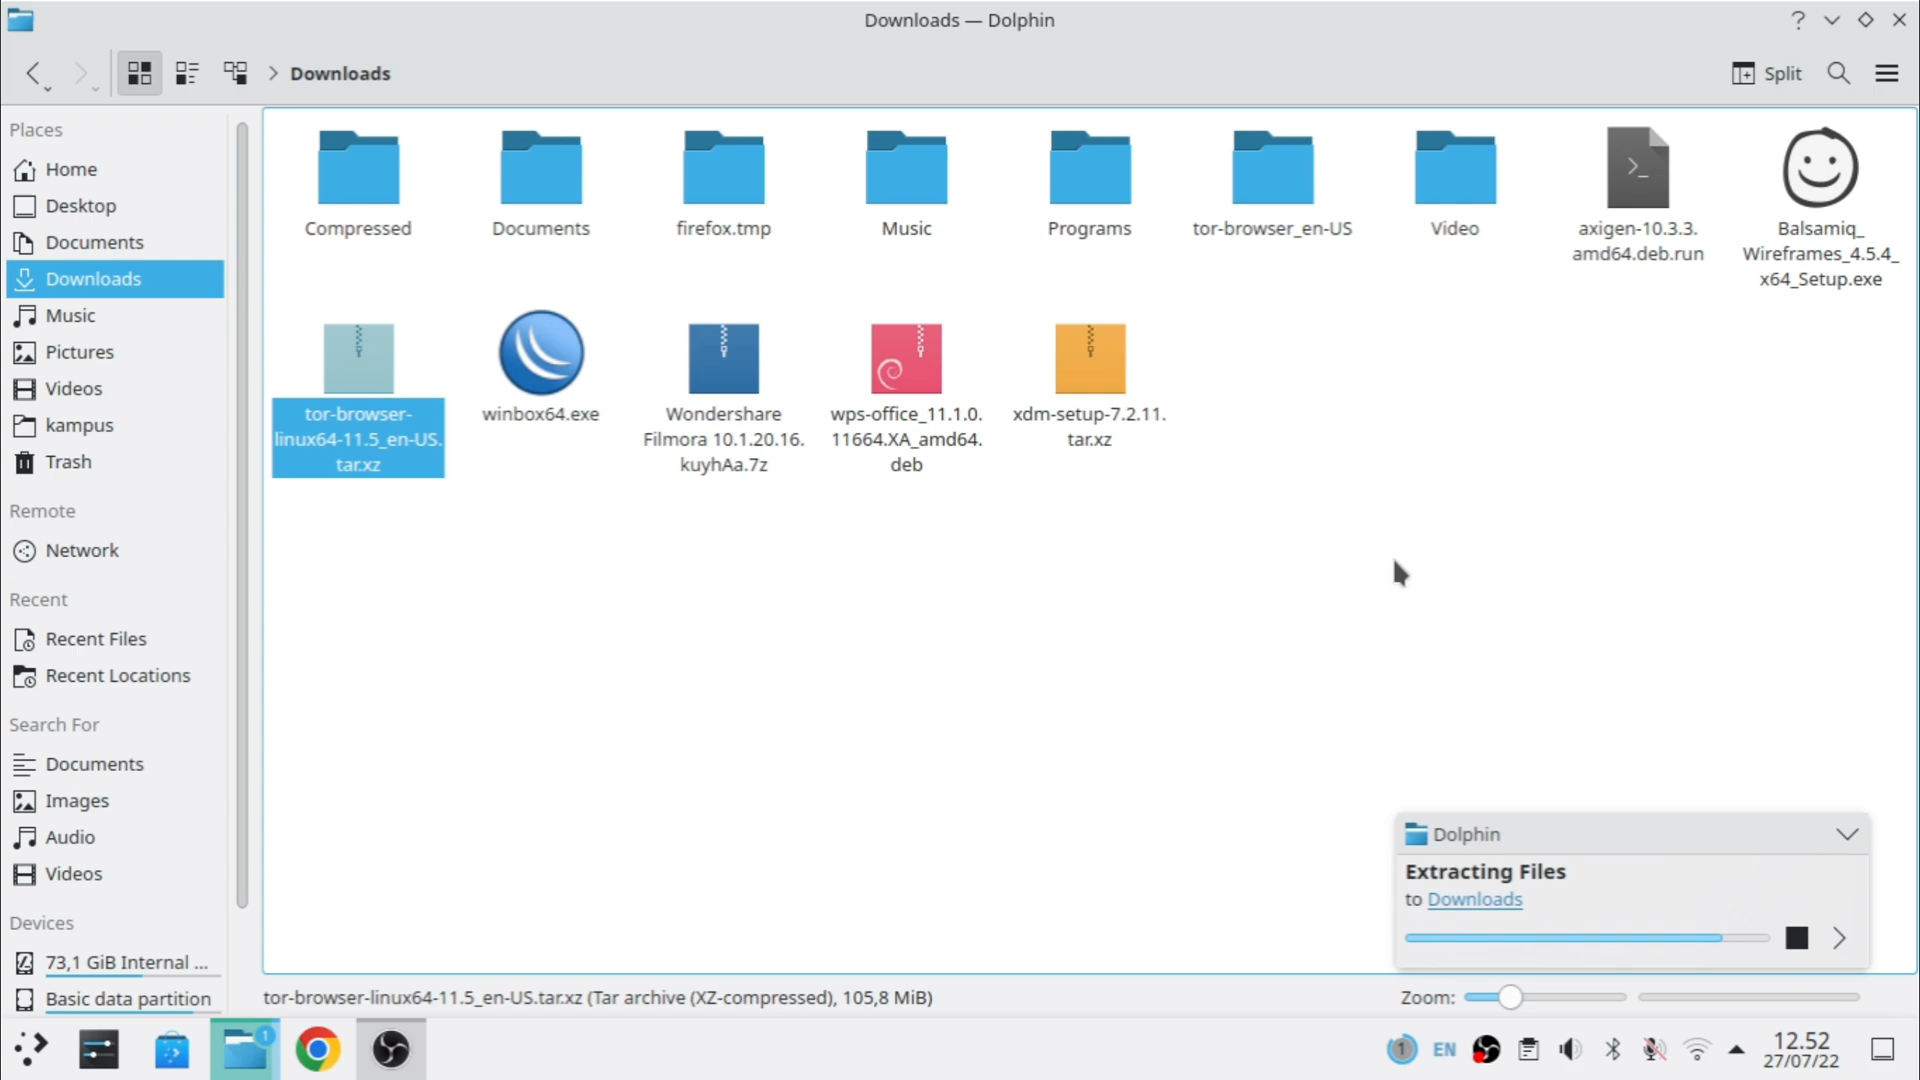 Downloads — Dolphin
Downloads
Split
Places
Home
Desktop
Documents
Downloads
Music
Pictures
Videos
kampus
Trash
Remote
Network
Recent
Recent Files
Recent Locations
Search For
Documents
Images
Audio
Videos
Devices
73,1 GiB Internal ...
Basic data partition
Compressed
Documents
firefox.tmp
Music
Programs
tor-browser_en-US
Video
axigen-10.3.3.
amd64.deb.run
Balsamiq_
Wireframes_4.5.4_
x64_Setup.exe
tor-browser-
linux64-11.5_en-US.
tar.xz
winbox64.exe
Wondershare
Filmora 10.1.20.16.
kuyhAa.7z
wps-office_11.1.0.
11664.XA_amd64.
deb
xdm-setup-7.2.11.
tar.xz
Dolphin
Extracting Files
to Downloads
tor-browser-linux64-11.5_en-US.tar.xz (Tar archive (XZ-compressed), 105,8 MiB)
Zoom:
1
1
EN
12.52
27/07/22